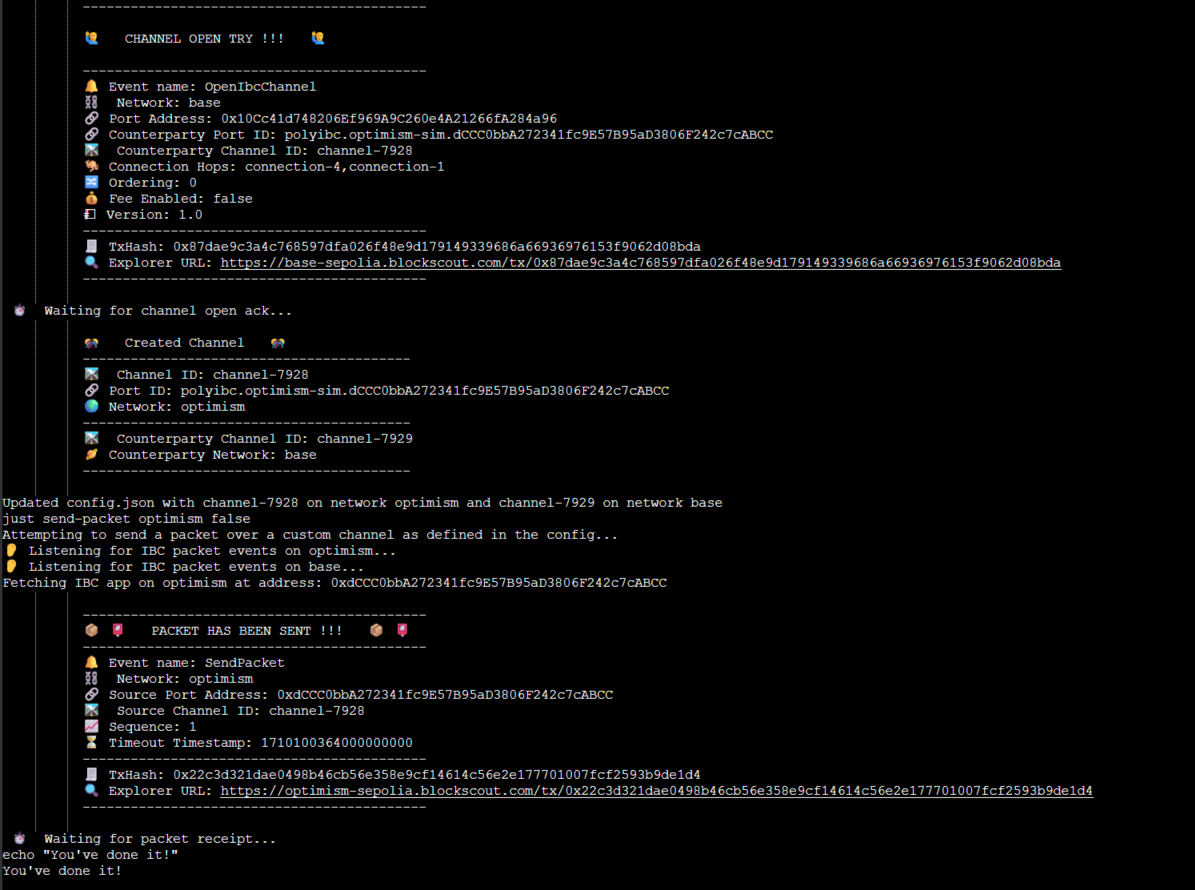 -------------------------------------------
🙋 CHANNEL OPEN TRY !!! 🙋
-------------------------------------------
🔔 Event name: OpenIbcChannel
⛓ Network: base
🔗 Port Address: 0x10Cc41d748206Ef969A9C260e4A21266fA284a96
🔗 Counterparty Port ID: polyibc.optimism-sim.dCCC0bbA272341fc9E57B95aD3806F242c7cABCC
🛣 Counterparty Channel ID: channel-7928
🐪 Connection Hops: connection-4,connection-1
🔀 Ordering: 0
💰 Fee Enabled: false
#️⃣ Version: 1.0
-------------------------------------------
🧾 TxHash: 0x87dae9c3a4c768597dfa026f48e9d179149339686a66936976153f9062d08bda
🔍 Explorer URL: https://base-sepolia.blockscout.com/tx/0x87dae9c3a4c768597dfa026f48e9d179149339686a66936976153f9062d08bda
-------------------------------------------
⏱ Waiting for channel open ack...
🎊 Created Channel 🎊
-----------------------------------------
🛣 Channel ID: channel-7928
🔗 Port ID: polyibc.optimism-sim.dCCC0bbA272341fc9E57B95aD3806F242c7cABCC
🌍 Network: optimism
-----------------------------------------
🛣 Counterparty Channel ID: channel-7929
🪐 Counterparty Network: base
-----------------------------------------
Updated config.json with channel-7928 on network optimism and channel-7929 on network base
just send-packet optimism false
Attempting to send a packet over a custom channel as defined in the config...
👂 Listening for IBC packet events on optimism...
👂 Listening for IBC packet events on base...
Fetching IBC app on optimism at address: 0xdCCC0bbA272341fc9E57B95aD3806F242c7cABCC
-------------------------------------------
📦 📮 PACKET HAS BEEN SENT !!! 📦 📮
-------------------------------------------
🔔 Event name: SendPacket
⛓ Network: optimism
🔗 Source Port Address: 0xdCCC0bbA272341fc9E57B95aD3806F242c7cABCC
🛣 Source Channel ID: channel-7928
📈 Sequence: 1
⏳ Timeout Timestamp: 1710100364000000000
-------------------------------------------
🧾 TxHash: 0x22c3d321dae0498b46cb56e358e9cf14614c56e2e177701007fcf2593b9de1d4
🔍 Explorer URL: https://optimism-sepolia.blockscout.com/tx/0x22c3d321dae0498b46cb56e358e9cf14614c56e2e177701007fcf2593b9de1d4
-------------------------------------------
⏱ Waiting for packet receipt...
echo "You've done it!"
You've done it!